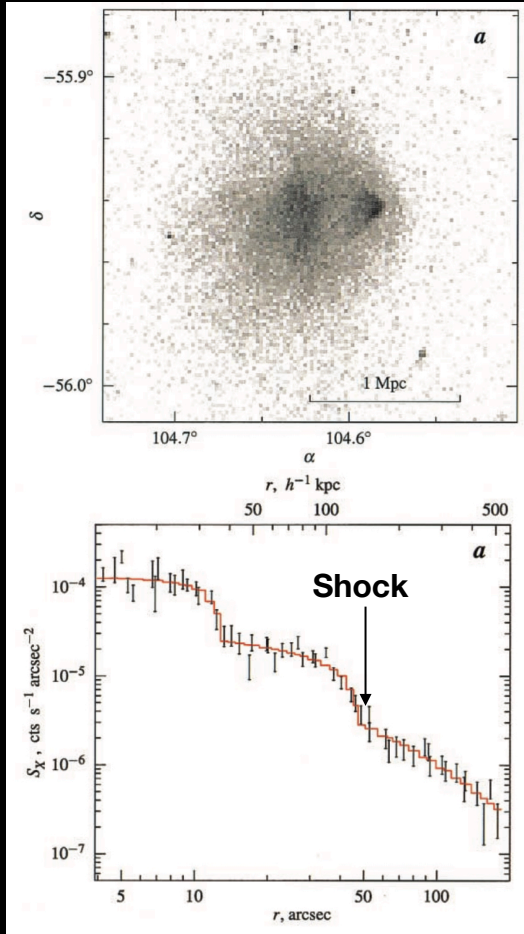 a
−55.9°
δ
1 Mpc
−56.0°
104.7° 104.6°
α
r, h⁻¹ kpc
50 100 500
a
10⁻⁴
Shock
10⁻⁵
S_X , cts s⁻¹ arcsec⁻²
10⁻⁶
10⁻⁷
5 10 50 100
r, arcsec